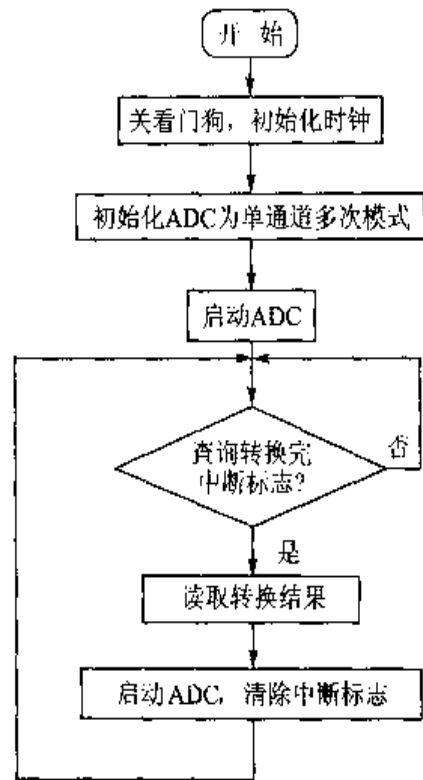 开 始
关看门狗，初始化时钟
初始化ADC为单通道多次模式
启动ADC
查询转换完
中断标志?
否
是
读取转换结果
启动ADC，清除中断标志